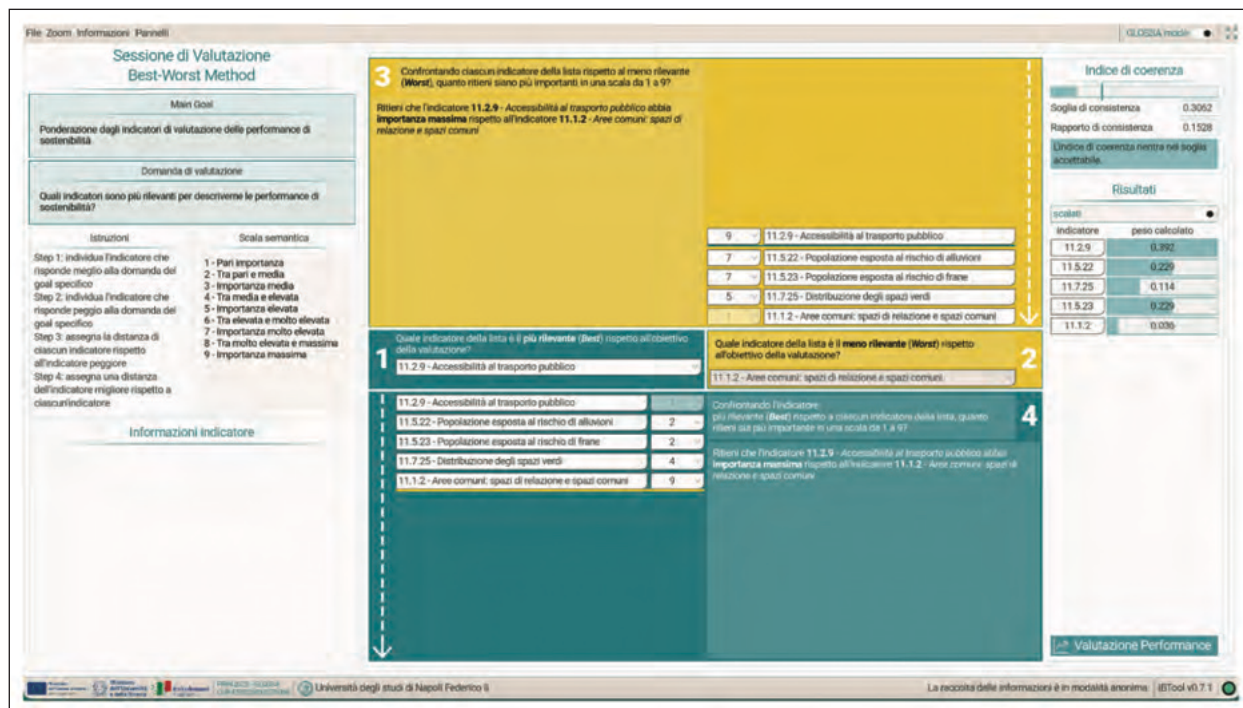 File Zoom Informazioni Pannelli
GLOSSA mode
Sessione di Valutazione
Best-Worst Method
Main Goal
Ponderazione dagli indicatori di valutazione delle performance di
sostenibilità
Domanda di valutazione
Quali indicatori sono più rilevanti per descriverne le performance di
sostenibilità?
Istruzioni
Step 1: individua l'indicatore che
risponde meglio alla domanda del
goal specifico
Step 2: individua l'indicatore che
risponde peggio alla domanda del
goal specifico
Step 3: assegna la distanza di
ciascun indicatore rispetto
all'indicatore peggiore
Step 4: assegna una distanza
dell'indicatore migliore rispetto a
ciascun'indicatore
Scala semantica
1 - Pari importanza
2 - Tra pari e media
3 - Importanza media
4 - Tra media e elevata
5 - Importanza elevata
6 - Tra elevata e molto elevata
7 - Importanza molto elevata
8 - Tra molto elevata e massima
9 - Importanza massima
Informazioni indicatore
3
Confrontando ciascun indicatore della lista rispetto al meno rilevante
(Worst), quanto ritieni siano più importanti in una scala da 1 a 9?
Ritieni che l'indicatore 11.2.9 - Accessibilità al trasporto pubblico abbia
importanza massima rispetto all'indicatore 11.1.2 - Aree comuni: spazi di
relazione e spazi comuni
9 11.2.9 - Accessibilità al trasporto pubblico
7 11.5.22 - Popolazione esposta al rischio di alluvioni
7 11.5.23 - Popolazione esposta al rischio di frane
5 11.7.25 - Distribuzione degli spazi verdi
1 11.1.2 - Aree comuni: spazi di relazione e spazi comuni
1
Quale indicatore della lista è il più rilevante (Best) rispetto all'obiettivo
della valutazione?
11.2.9 - Accessibilità al trasporto pubblico
Quale indicatore della lista è il meno rilevante (Worst) rispetto
all'obiettivo della valutazione?
2
11.1.2 - Aree comuni: spazi di relazione e spazi comuni
11.2.9 - Accessibilità al trasporto pubblico 1
11.5.22 - Popolazione esposta al rischio di alluvioni 2
11.5.23 - Popolazione esposta al rischio di frane 2
11.7.25 - Distribuzione degli spazi verdi 4
11.1.2 - Aree comuni: spazi di relazione e spazi comuni 9
Confrontando l'indicatore
più rilevante (Best) rispetto a ciascun indicatore della lista, quanto
ritieni sia più importante in una scala da 1 a 9?
4
Ritieni che l'indicatore 11.2.9 - Accessibilità al trasporto pubblico abbia
importanza massima rispetto all'indicatore 11.1.2 - Aree comuni: spazi di
relazione e spazi comuni
Indice di coerenza
Soglia di consistenza 0.3062
Rapporto di consistenza 0.1528
L'indice di coerenza rientra nel soglia
accettabile.
Risultati
scalati
indicatore peso calcolato
11.2.9 0.392
11.5.22 0.229
11.7.25 0.114
11.5.23 0.229
11.1.2 0.036
Valutazione Performance
Università degli studi di Napoli Federico II
La raccolta delle informazioni è in modalità anonima
iBTool v0.7.1